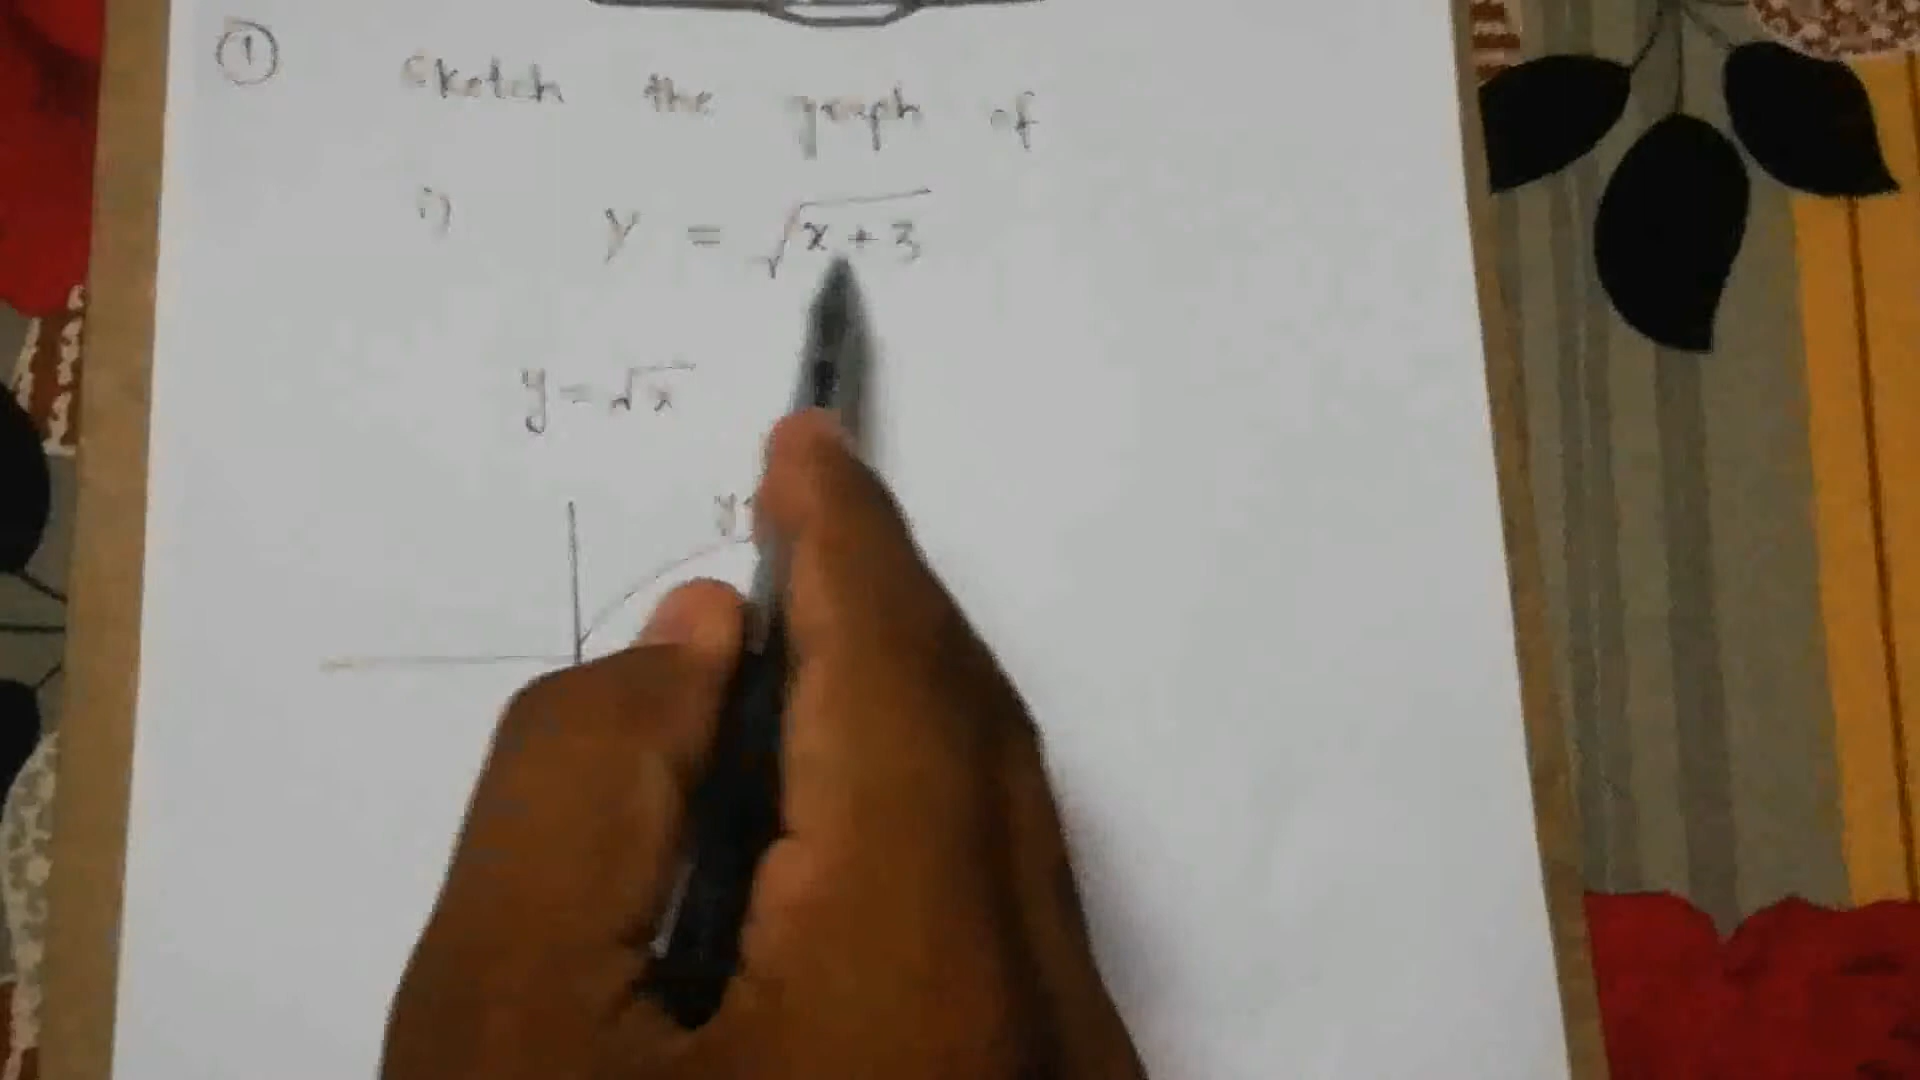 ① Sketch the graph of
i) y = √x + 3
y = √x
y